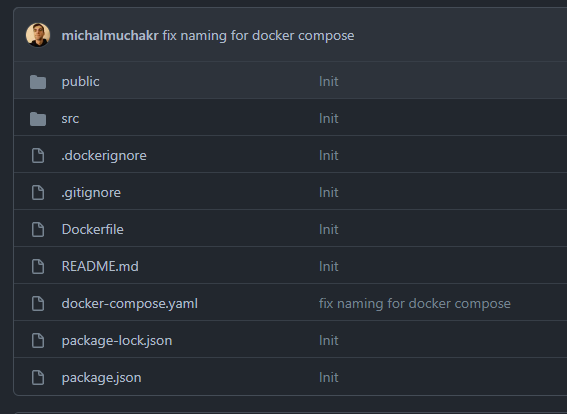 michalmuchakr fix naming for docker compose
public Init
src Init
.dockerignore Init
.gitignore Init
Dockerfile Init
README.md Init
docker-compose.yaml fix naming for docker compose
package-lock.json Init
package.json Init